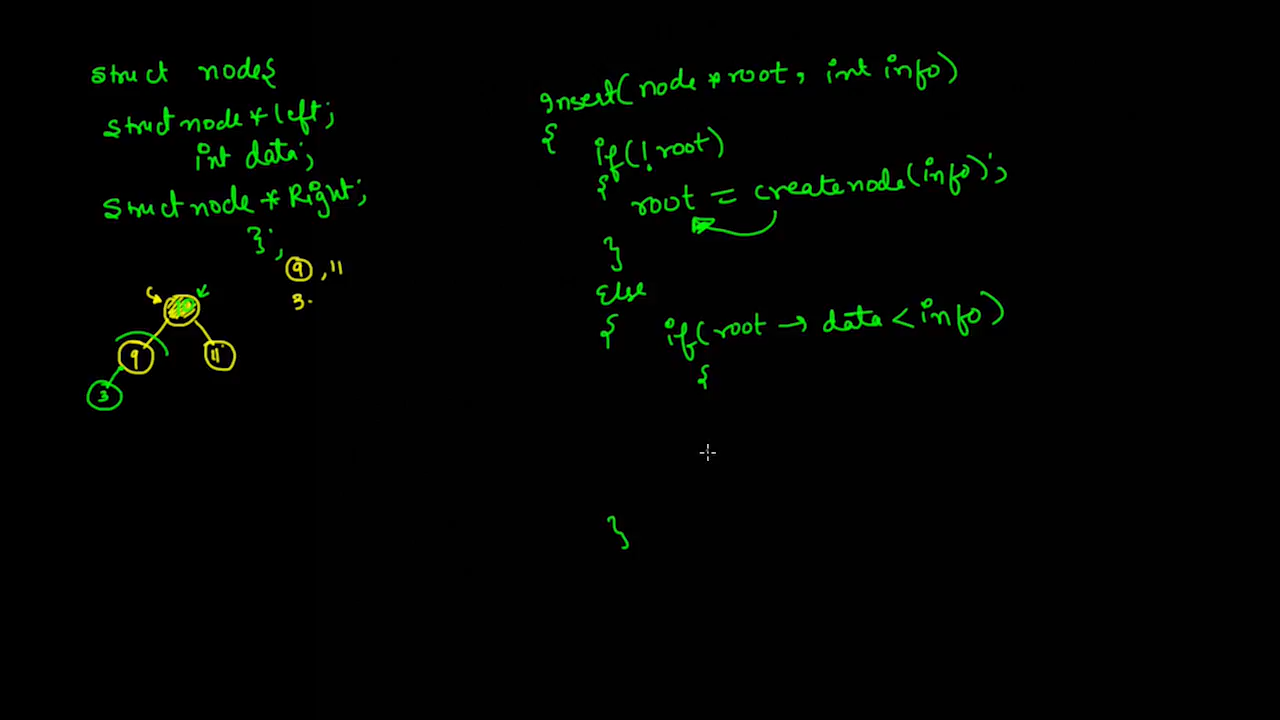 struct node{
struct node * left;
int data;
struct node * Right;
};
9 , 11
3.
9
11
3
Insert( node * root, int info)
{
if(! root)
{
root = createnode(info);
}
Else
{
if(root → data < info)
{
}